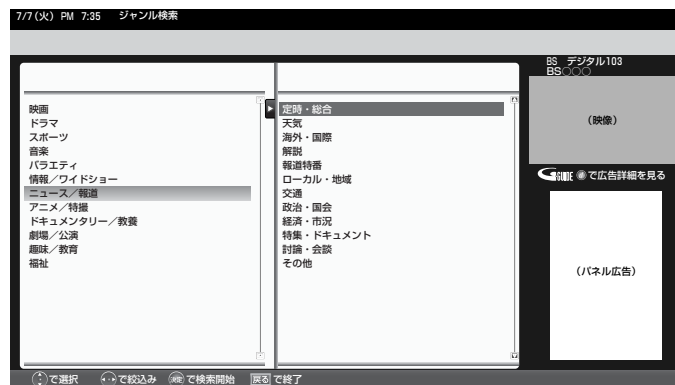 7/7(火) PM 7:35 ジャンル検索
BS デジタル103
BS○○○
映画
ドラマ
スポーツ
音楽
バラエティ
情報/ワイドショー
ニュース/報道
アニメ/特撮
ドキュメンタリー/教養
劇場/公演
趣味/教育
福祉
定時・総合
天気
海外・国際
解説
報道特番
ローカル・地域
交通
政治・国会
経済・市況
特集・ドキュメント
討論・会談
その他
(映像)
GGUIDE で広告詳細を見る
(パネル広告)
で選択 で絞込み 決定 で検索開始 戻る で終了